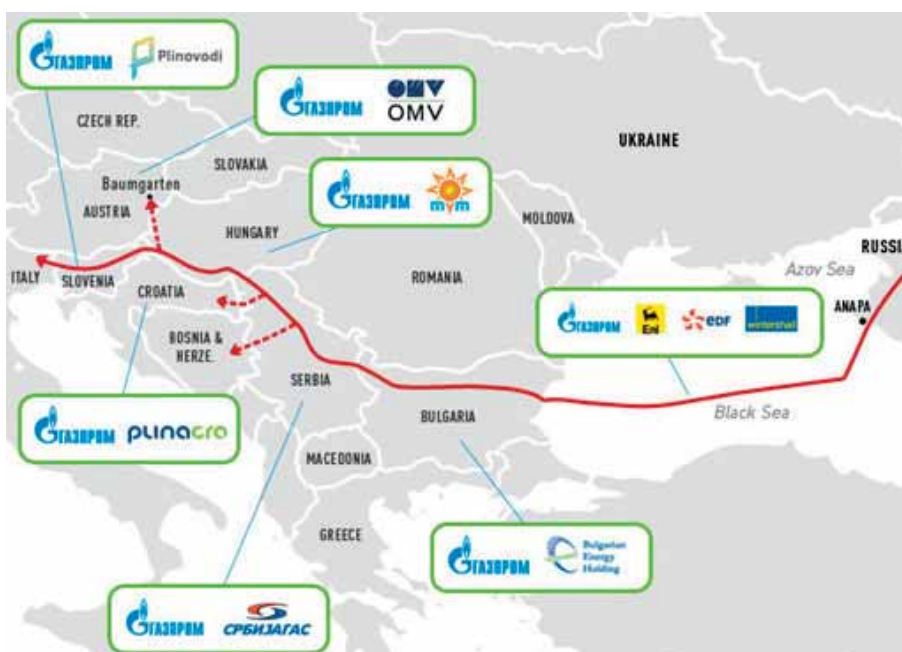 ГАЗПРОМ Plinovodi
ГАЗПРОМ OMV
OMV
CZECH REP.
UKRAINE
SLOVAKIA
Baumgarten
ГАЗПРОМ mvm
AUSTRIA
MOLDOVA
HUNGARY
RUSSI
ITALY
SLOVENIA
ROMANIA
Azov Sea
CROATIA
ANAPA
ГАЗПРОМ Eni eDF wintershall
BOSNIA &
HERZE.
SERBIA
Black Sea
BULGARIA
ГАЗПРОМ PLINACRO
MACEDONIA
GREECE
ГАЗПРОМ Bulgarian
Energy
Holding
ГАЗПРОМ СРБИЈАГАС